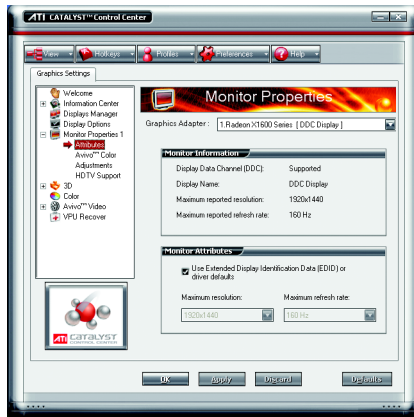 ATI CATALYST™ Control Center
View Hotkeys Profiles Preferences Help
Graphics Settings
Welcome
Information Center
Displays Manager
Display Options
Monitor Properties 1
Attributes
Avivo™ Color
Adjustments
HDTV Support
3D
Color
Avivo™ Video
VPU Recover
ATI CATALYST
CONTROL CENTER
Monitor Properties
Graphics Adapter : 1.Radeon X1600 Series [ DDC Display ]
Monitor Information
Display Data Channel (DDC): Supported
Display Name: DDC Display
Maximum reported resolution: 1920x1440
Maximum reported refresh rate: 160 Hz
Monitor Attributes
Use Extended Display Identification Data (EDID) or
driver defaults
Maximum resolution: Maximum refresh rate:
1920x1440 160 Hz
OK Apply Discard Defaults